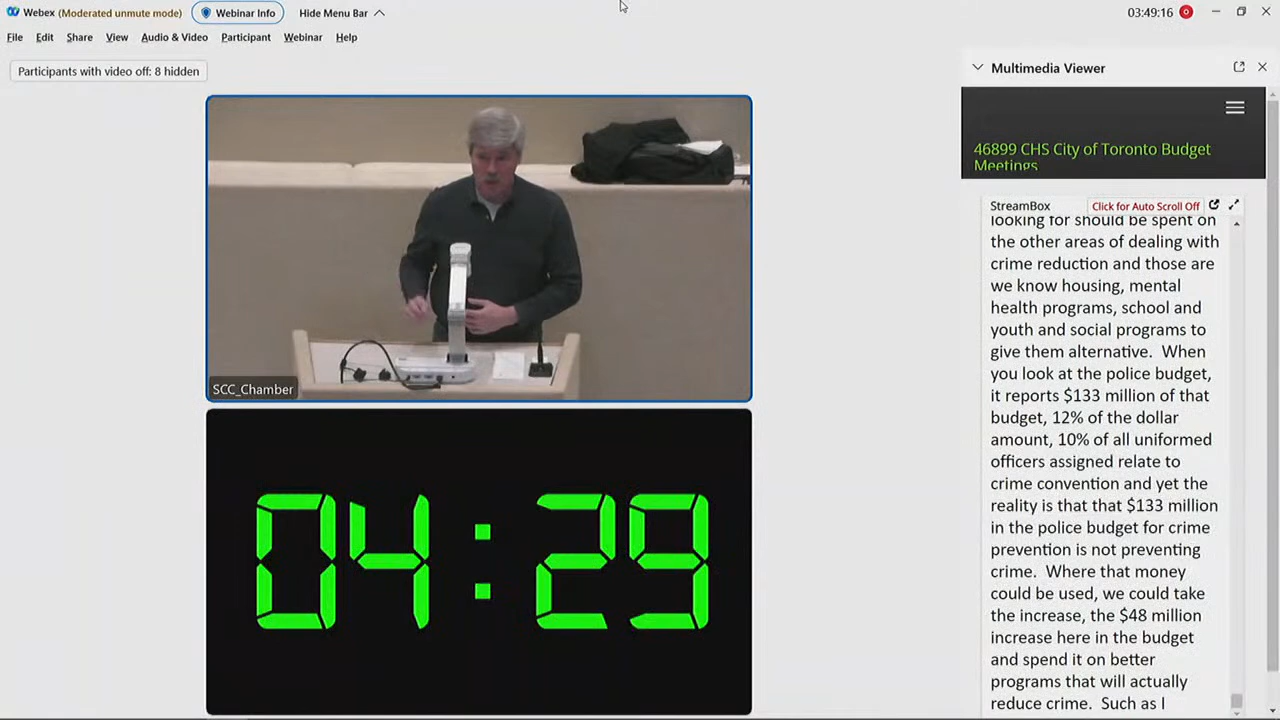 Webex (Moderated unmute mode) Webinar Info Hide Menu Bar 03:49:16
File Edit Share View Audio & Video Participant Webinar Help
Participants with video off: 8 hidden
Multimedia Viewer
46899 CHS City of Toronto Budget
Meetings
StreamBox Click for Auto Scroll Off
looking for should be spent on
the other areas of dealing with
crime reduction and those are
we know housing, mental
health programs, school and
youth and social programs to
give them alternative. When
you look at the police budget,
it reports $133 million of that
budget, 12% of the dollar
amount, 10% of all uniformed
officers assigned relate to
crime convention and yet the
reality is that that $133 million
in the police budget for crime
prevention is not preventing
crime. Where that money
could be used, we could take
the increase, the $48 million
increase here in the budget
and spend it on better
programs that will actually
reduce crime. Such as I
SCC_Chamber
04:29